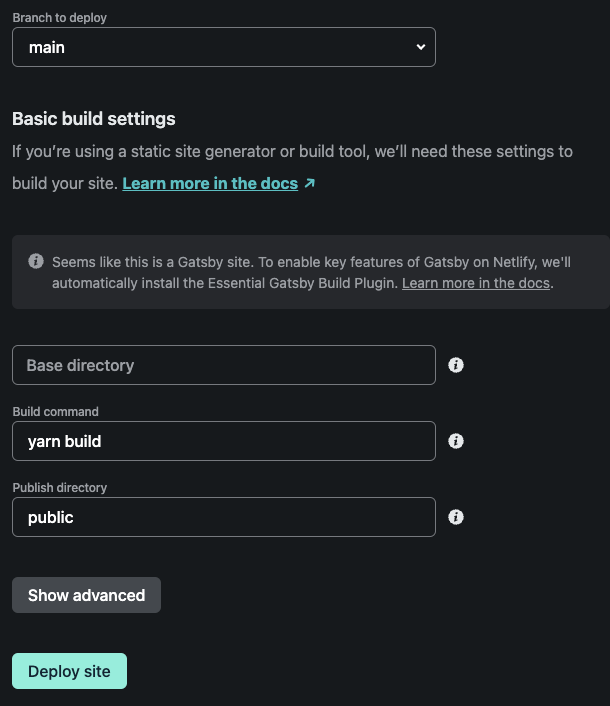 Branch to deploy
main
Basic build settings
If you’re using a static site generator or build tool, we’ll need these settings to
build your site. Learn more in the docs ↗
Seems like this is a Gatsby site. To enable key features of Gatsby on Netlify, we'll
automatically install the Essential Gatsby Build Plugin. Learn more in the docs.
Base directory
Build command
yarn build
Publish directory
public
Show advanced
Deploy site